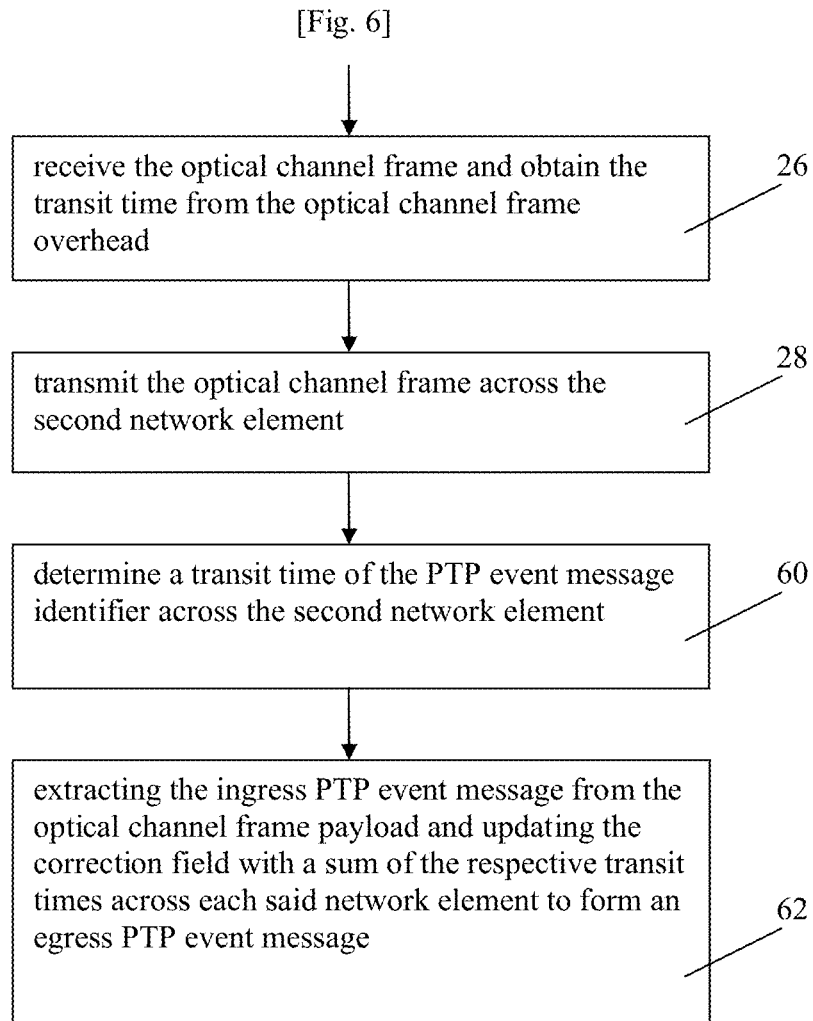 [Fig. 6]
receive the optical channel frame and obtain the
transit time from the optical channel frame
overhead
26
transmit the optical channel frame across the
second network element
28
determine a transit time of the PTP event message
identifier across the second network element
60
extracting the ingress PTP event message from the
optical channel frame payload and updating the
correction field with a sum of the respective transit
times across each said network element to form an
egress PTP event message
62